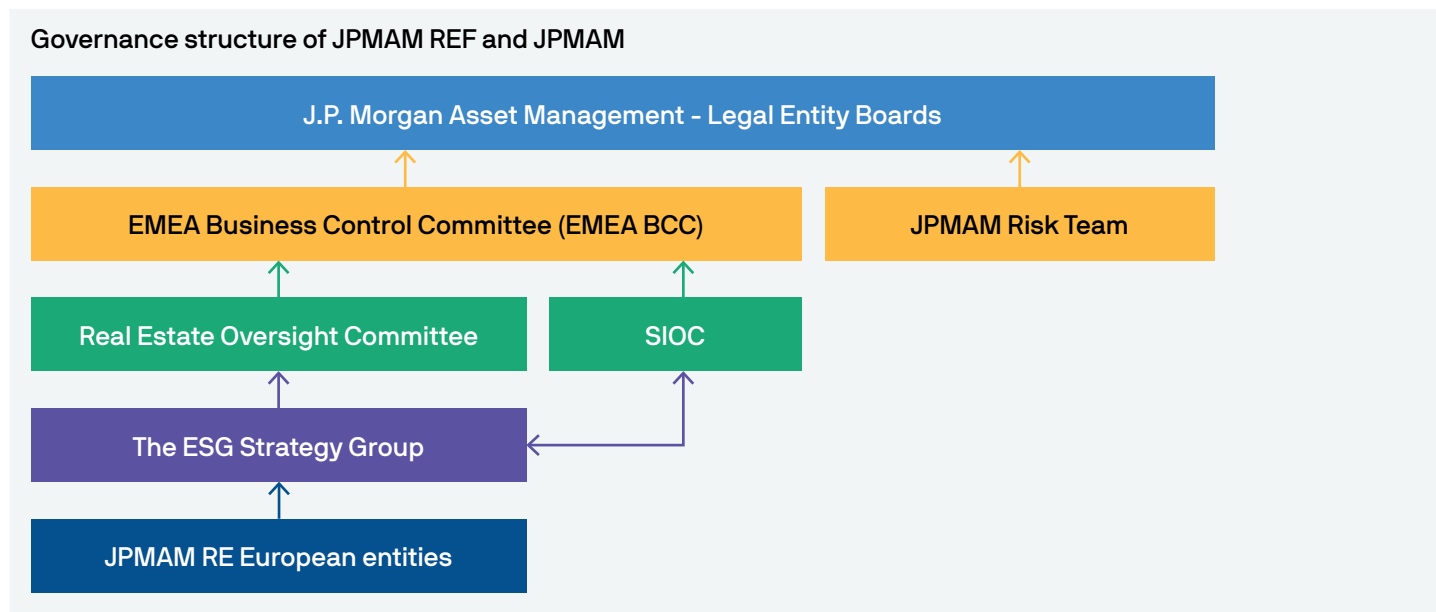 Governance structure of JPMAM REF and JPMAM
J.P. Morgan Asset Management - Legal Entity Boards
EMEA Business Control Committee (EMEA BCC)
JPMAM Risk Team
Real Estate Oversight Committee
SIOC
The ESG Strategy Group
JPMAM RE European entities